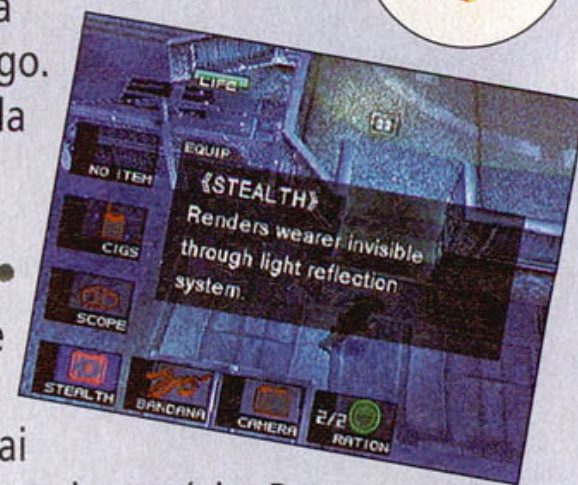 a
go.
la
e
ai
LIFE
EQUIP
NO ITEM
CIGS
SCOPE
STEALTH
BANDANA
CAMERA
2/2
RATION
《STEALTH》
Renders wearer invisible
through light reflection
system.